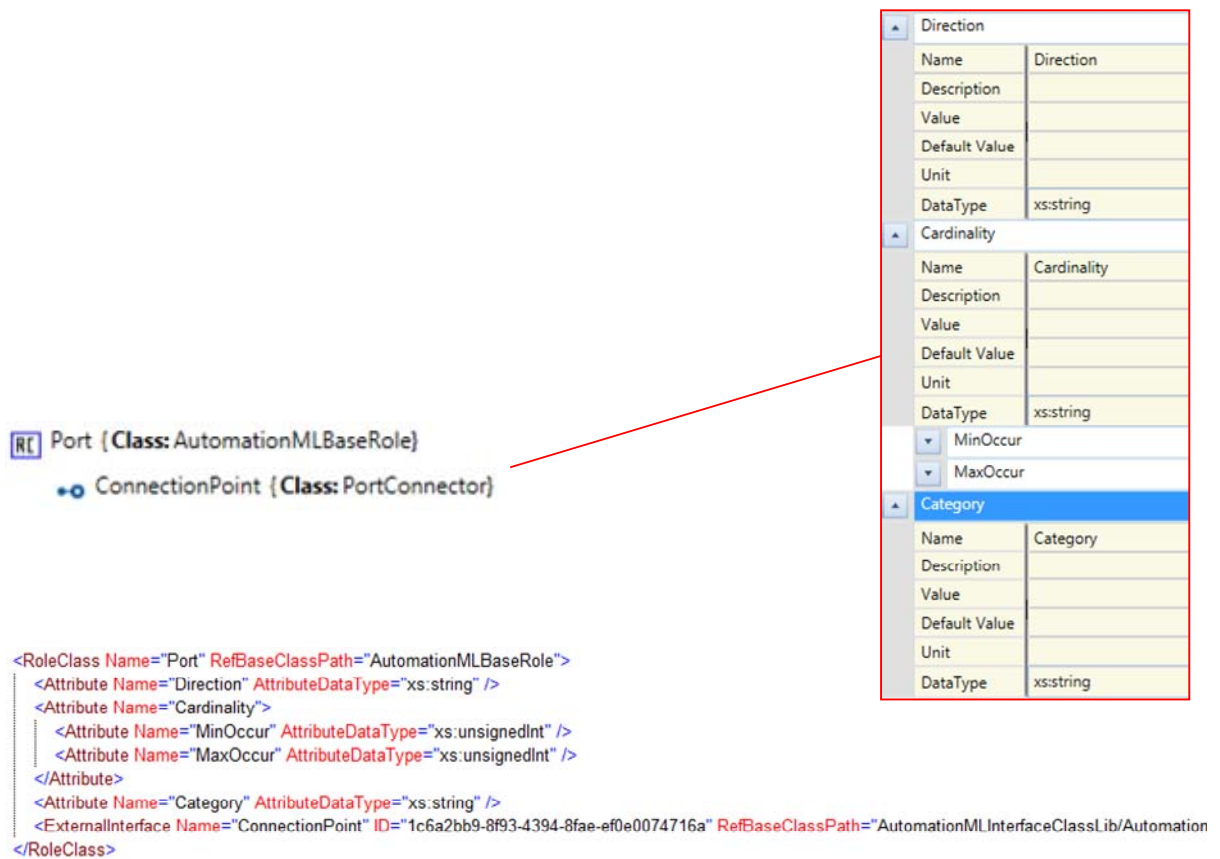 Direction
Name Direction
Description
Value
Default Value
Unit
DataType xs:string
Cardinality
Name Cardinality
Description
Value
Default Value
Unit
DataType xs:string
MinOccur
MaxOccur
Category
Name Category
Description
Value
Default Value
Unit
DataType xs:string
RC Port {Class: AutomationMLBaseRole}
ConnectionPoint {Class: PortConnector}
<RoleClass Name="Port" RefBaseClassPath="AutomationMLBaseRole">
<Attribute Name="Direction" AttributeDataType="xs:string" />
<Attribute Name="Cardinality">
<Attribute Name="MinOccur" AttributeDataType="xs:unsignedInt" />
<Attribute Name="MaxOccur" AttributeDataType="xs:unsignedInt" />
</Attribute>
<Attribute Name="Category" AttributeDataType="xs:string" />
<ExternalInterface Name="ConnectionPoint" ID="1c6a2bb9-8f93-4394-8fae-ef0e0074716a" RefBaseClassPath="AutomationMLInterfaceClassLib/Automation
</RoleClass>